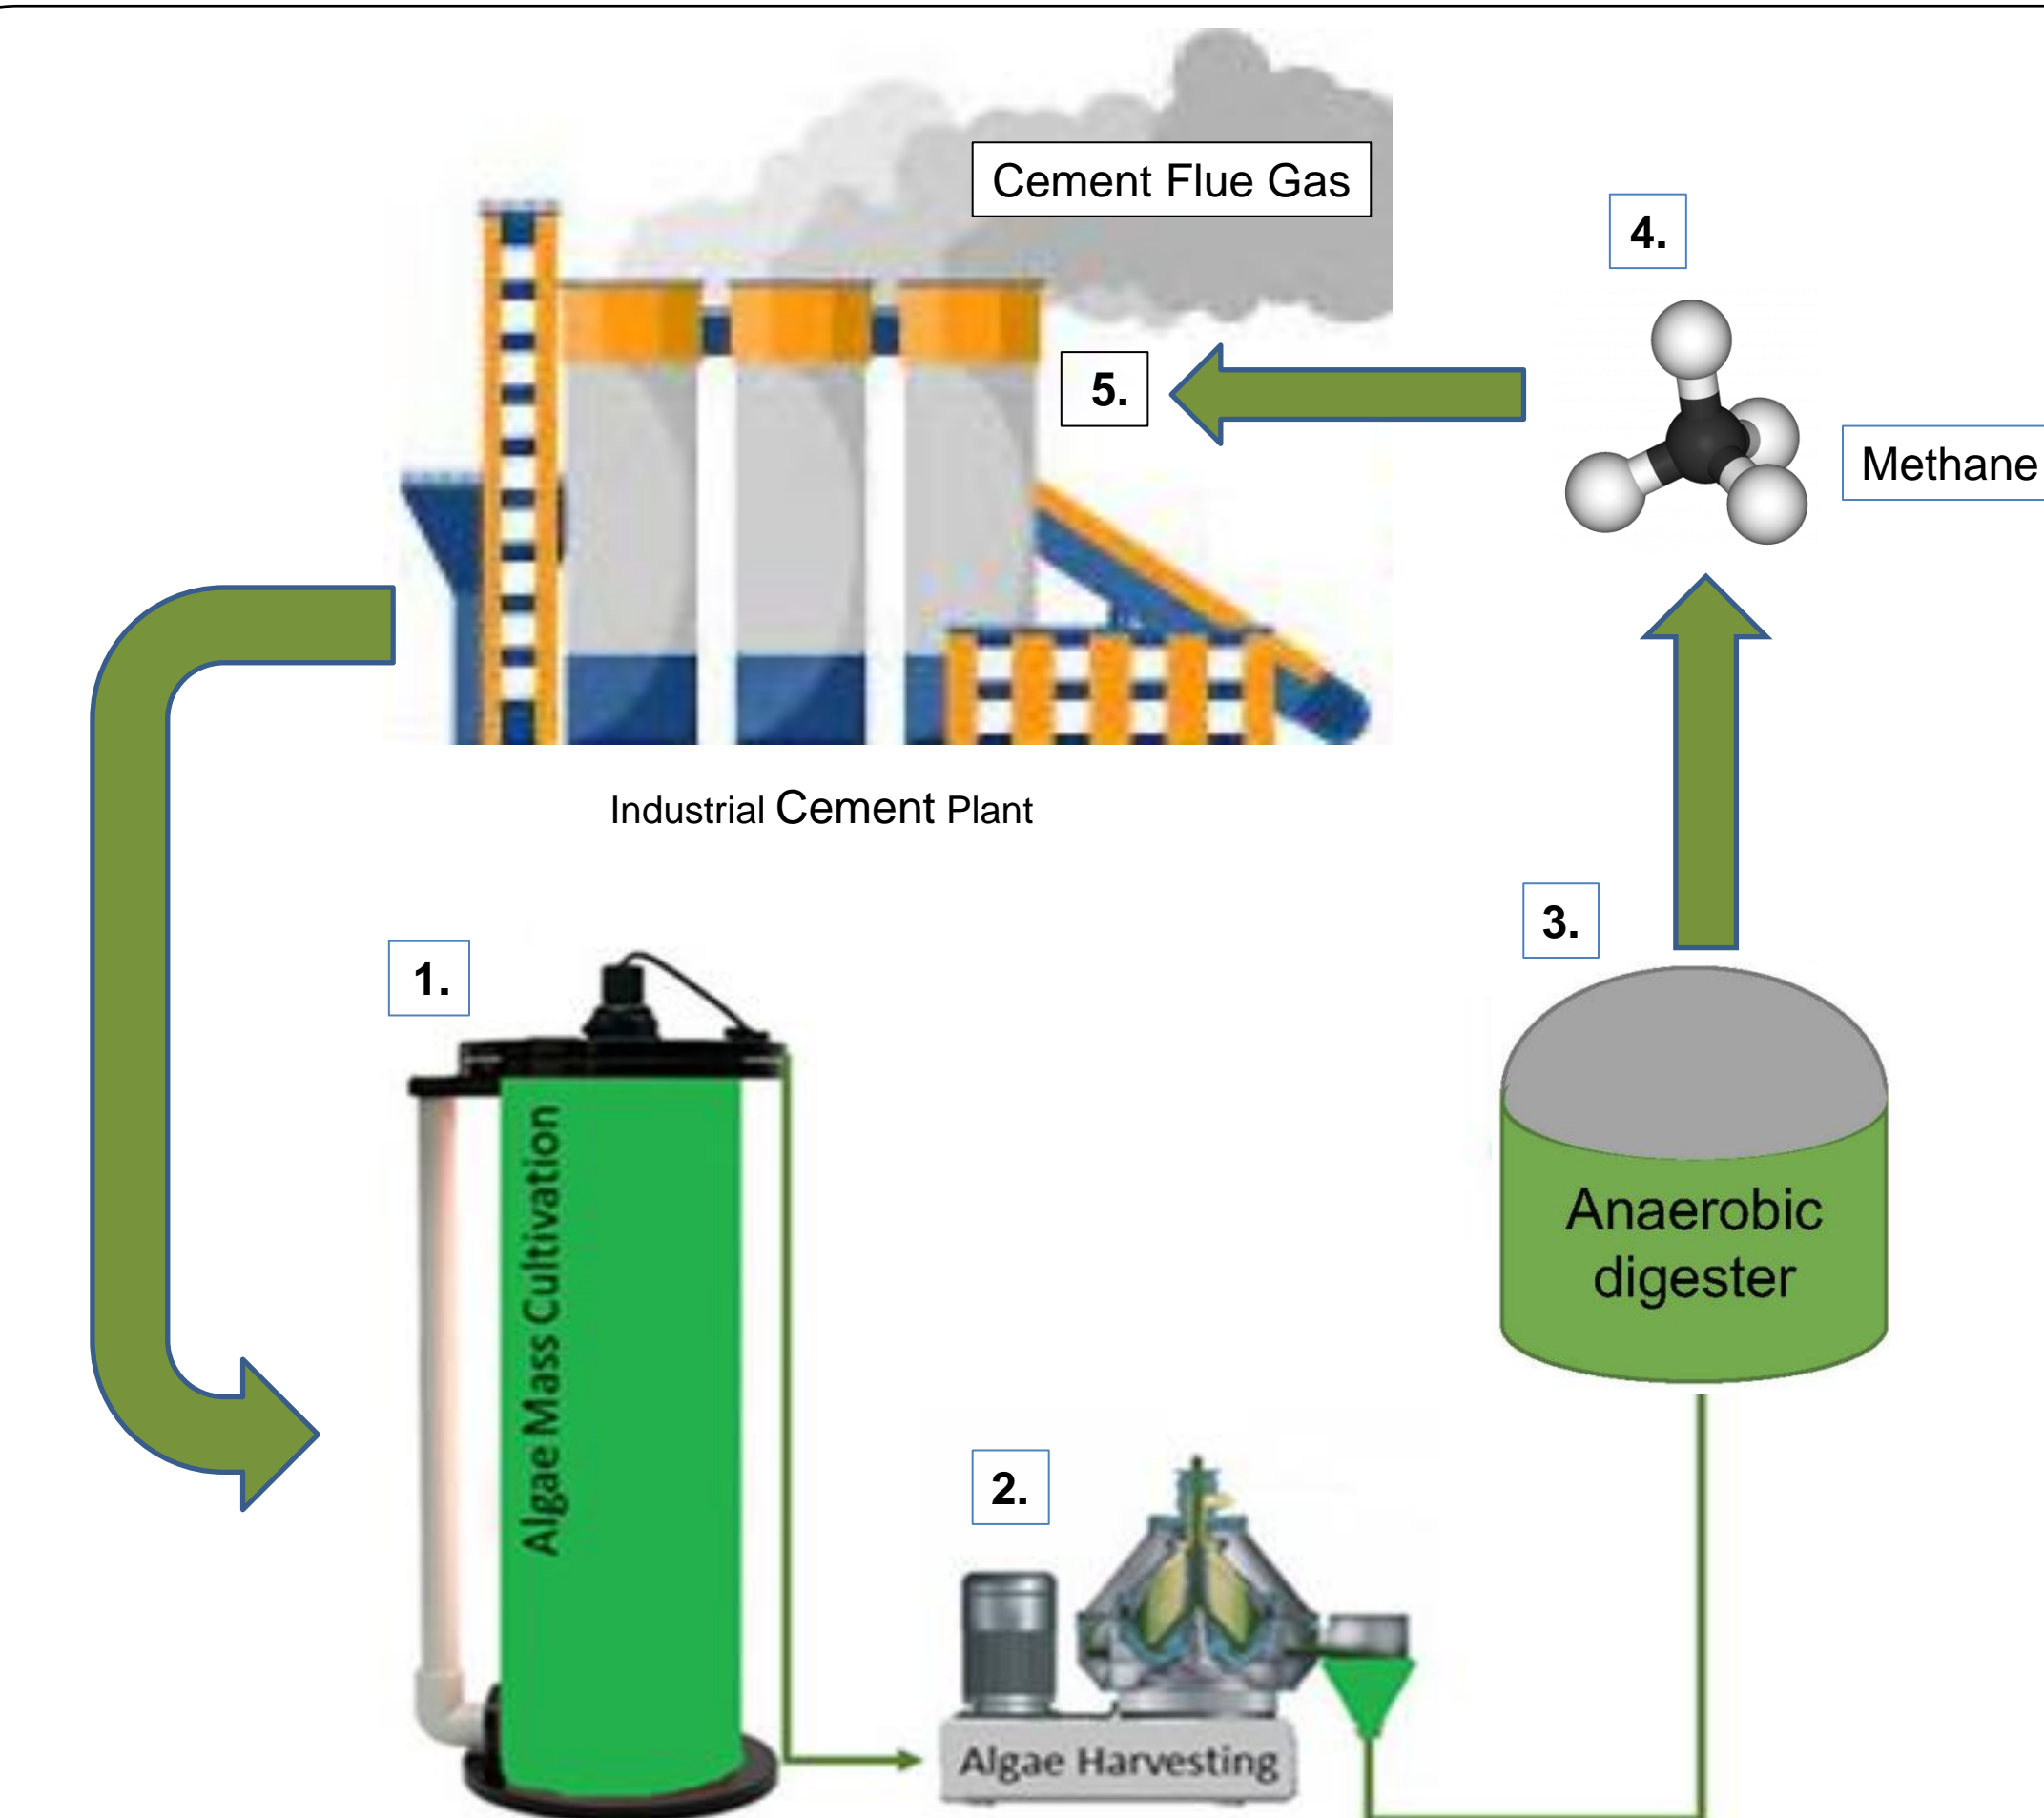 Cement Flue Gas
4.
5.
Methane
Industrial Cement Plant
3.
1.
Anaerobic
digester
Algae Mass Cultivation
2.
Algae Harvesting